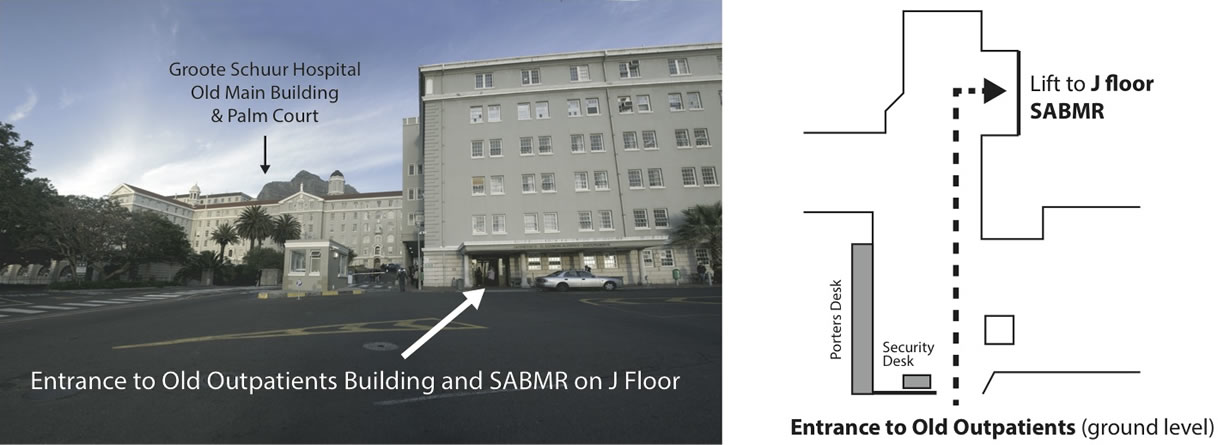 Groote Schuur Hospital
Old Main Building
& Palm Court
Entrance to Old Outpatients Building and SABMR on J Floor
Lift to J floor
SABMR
Porters Desk
Security
Desk
Entrance to Old Outpatients (ground level)